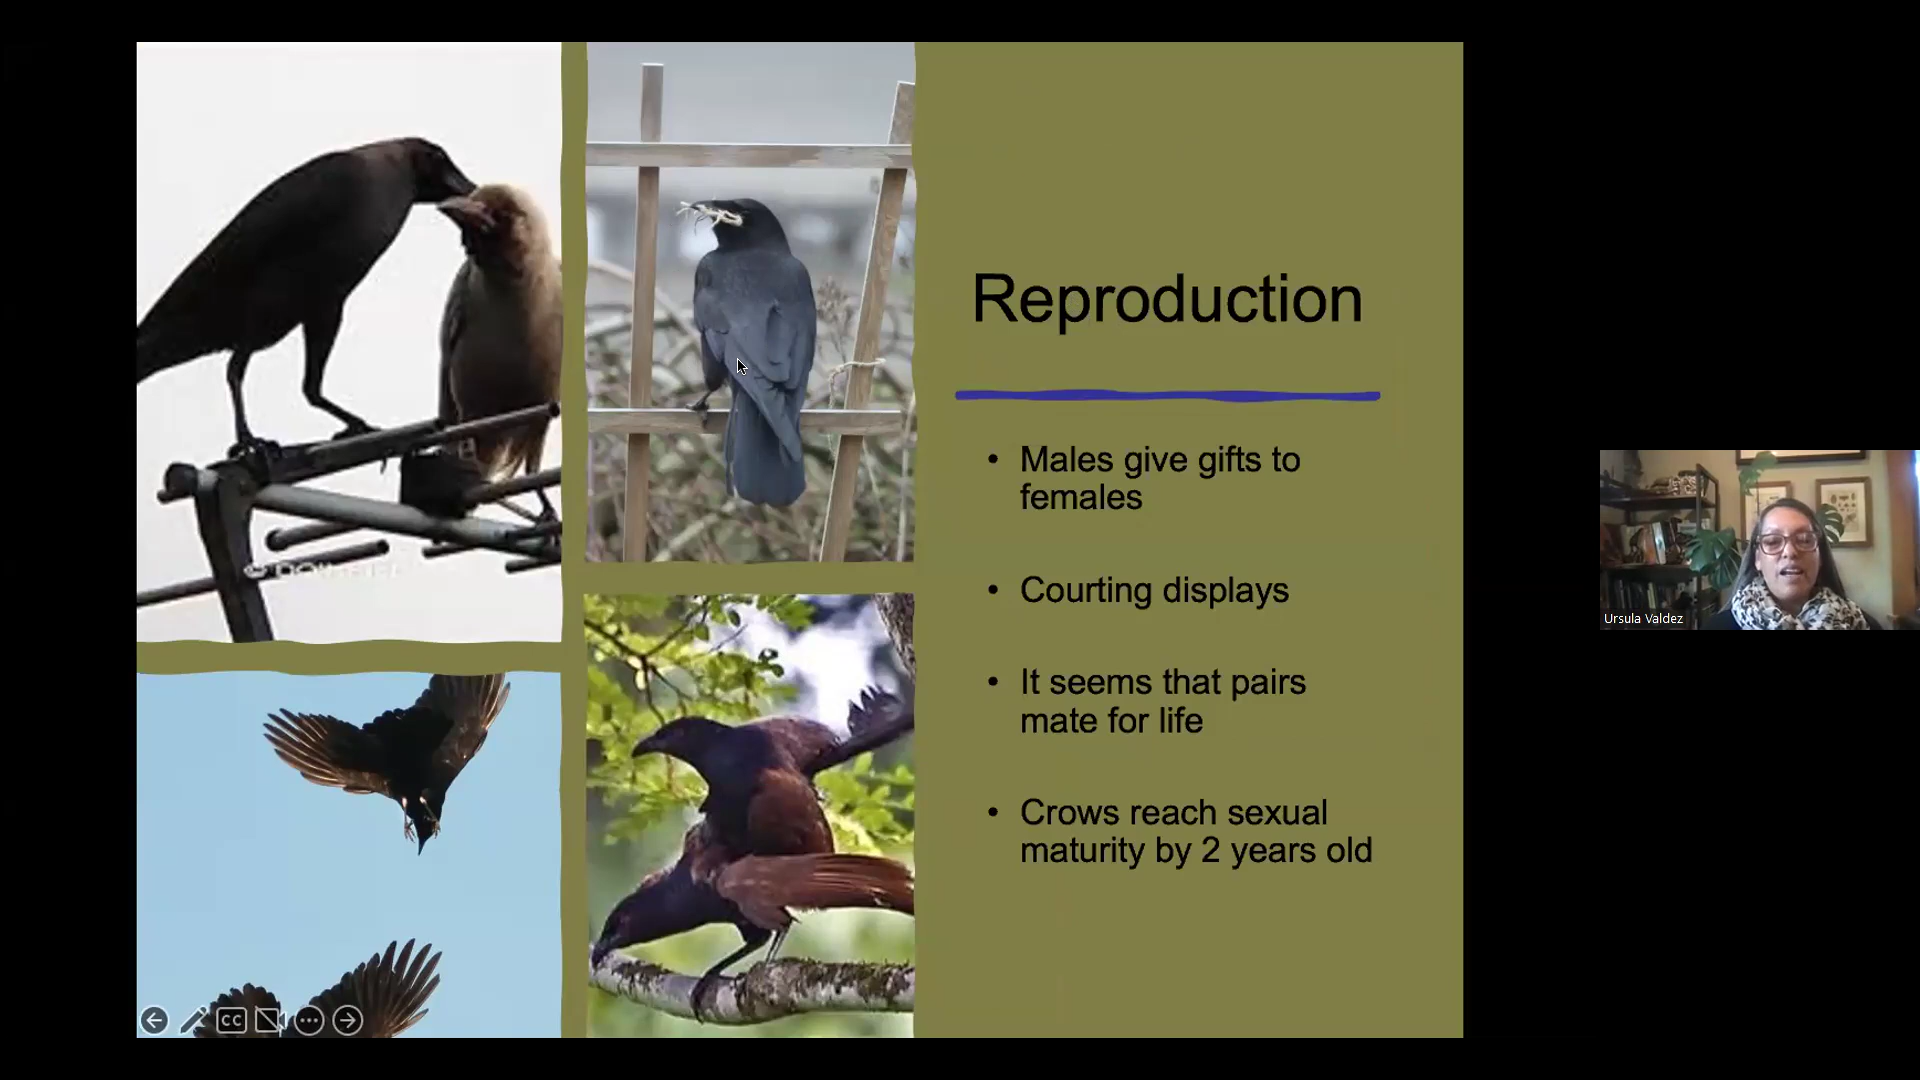 Reproduction
• Males give gifts to
females
• Courting displays
• It seems that pairs
mate for life
• Crows reach sexual
maturity by 2 years old
Ursula Valdez
CC